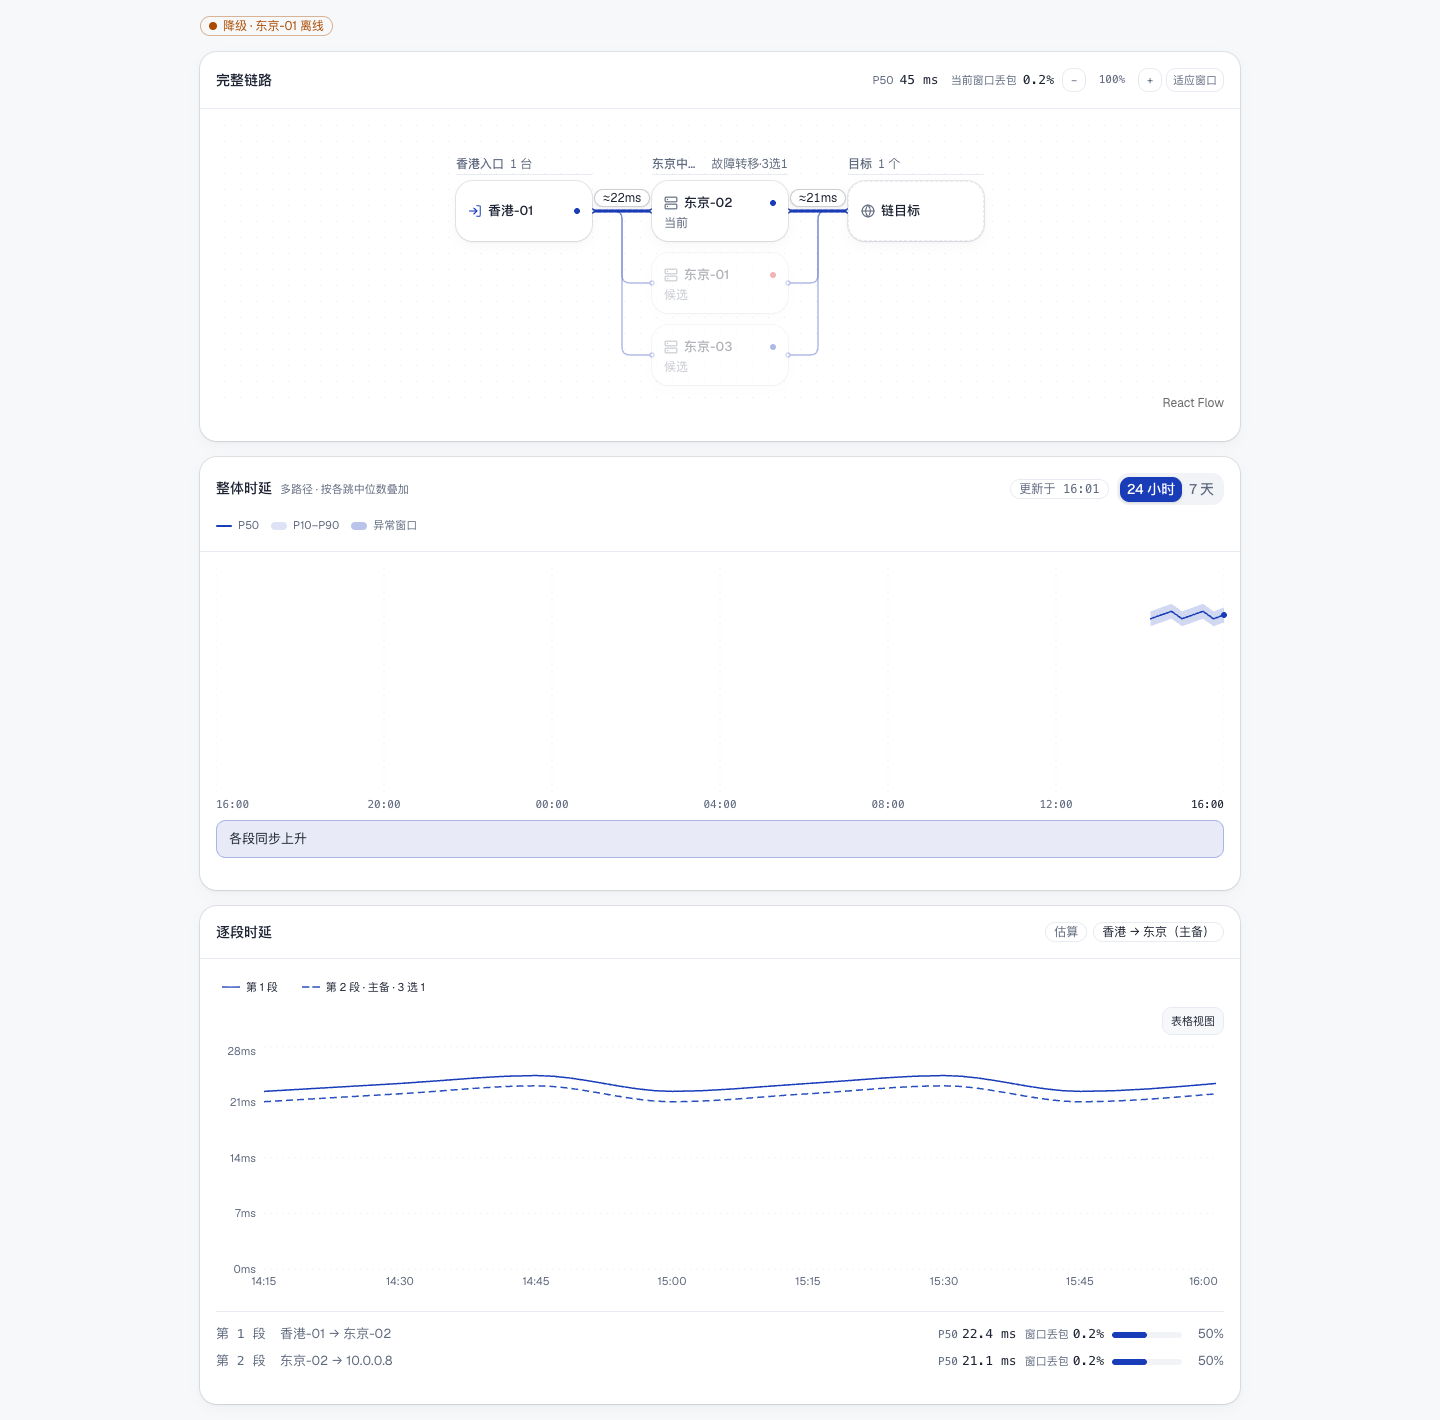 降级 · 东京-01 离线
完整链路
P50 45 ms 当前窗口丢包 0.2% − 100% + 适应窗口
香港入口 1 台
东京中... 故障转移·3选1
目标 1 个
香港-01
≈22ms
东京-02
当前
≈21ms
链目标
东京-01
候选
东京-03
候选
React Flow
整体时延 多路径 · 按各跳中位数叠加
更新于 16:01 24 小时 7 天
P50 P10–P90 异常窗口
16:00 20:00 00:00 04:00 08:00 12:00 16:00
各段同步上升
逐段时延
估算 香港 → 东京（主备）
第 1 段 第 2 段 · 主备 · 3 选 1
表格视图
28ms
21ms
14ms
7ms
0ms
14:15 14:30 14:45 15:00 15:15 15:30 15:45 16:00
第 1 段 香港-01 → 东京-02 P50 22.4 ms 窗口丢包 0.2% 50%
第 2 段 东京-02 → 10.0.0.8 P50 21.1 ms 窗口丢包 0.2% 50%